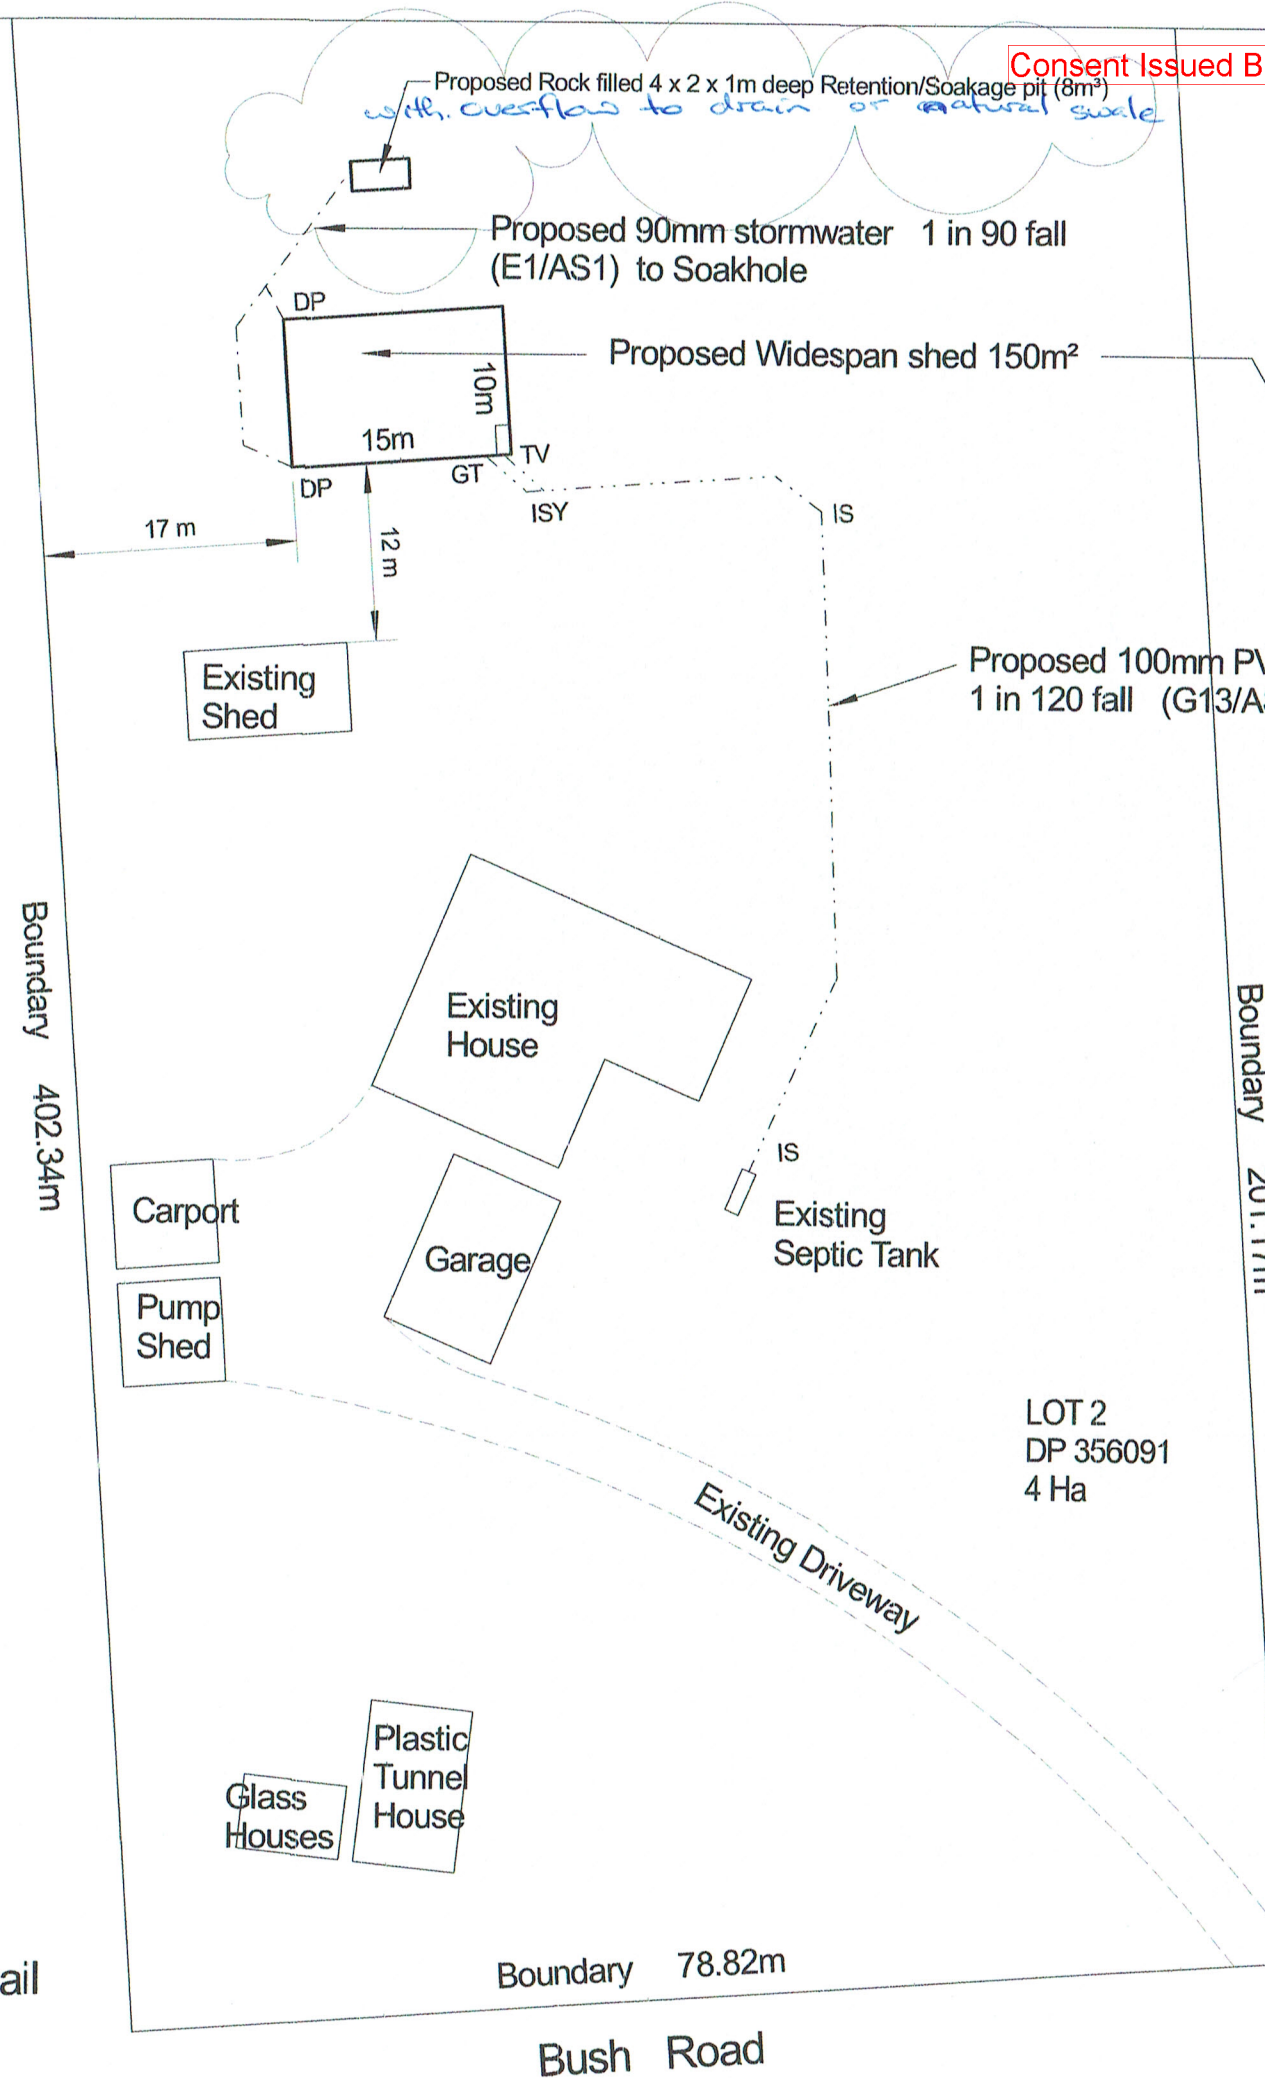 Consent Issued B
Proposed Rock filled 4 x 2 x 1m deep Retention/Soakage pit (8m³)
with overflow to drain or natural swale
Proposed 90mm stormwater 1 in 90 fall
(E1/AS1) to Soakhole
DP
Proposed Widespan shed 150m²
10m
15m
TV
GT
DP
ISY
IS
17 m
12 m
Existing
Shed
Proposed 100mm PV
1 in 120 fall (G13/A
Boundary 402.34m
Existing
House
Boundary 201.17m
IS
Carport
Existing
Septic Tank
Garage
Pump
Shed
LOT 2
DP 356091
4 Ha
Existing Driveway
Plastic
Tunnel
House
Glass
Houses
ail
Boundary 78.82m
Bush Road